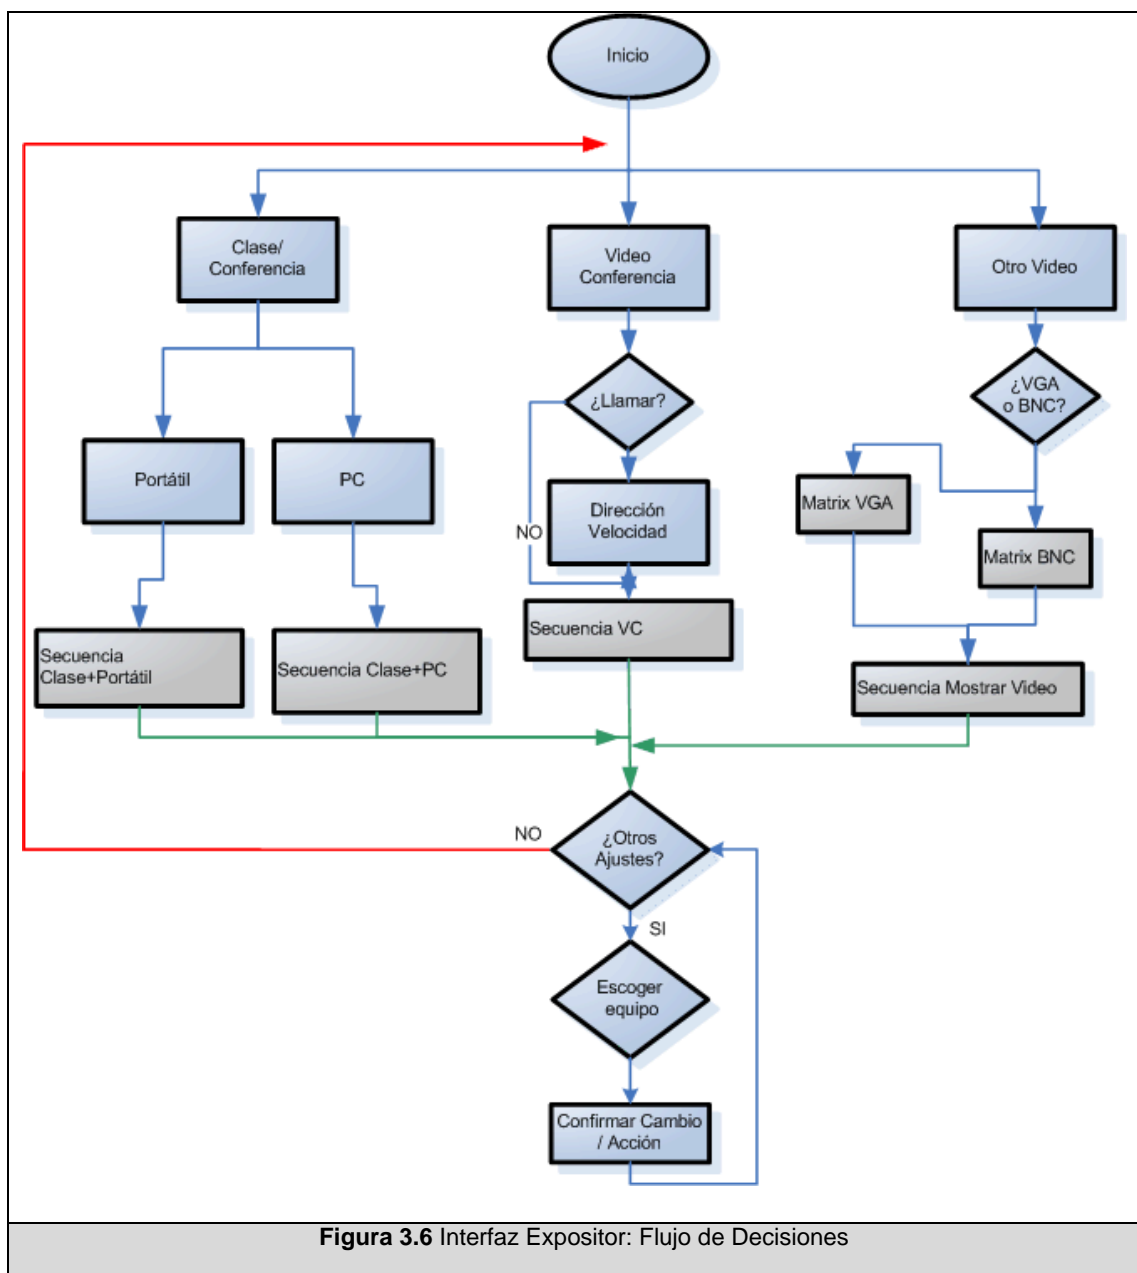 Inicio
Clase/
Conferencia
Video
Conferencia
Otro Video
¿Llamar?
¿VGA
o BNC?
Portátil
PC
Dirección
Velocidad
NO
Matrix VGA
Matrix BNC
Secuencia
Clase+Portátil
Secuencia Clase+PC
Secuencia VC
Secuencia Mostrar Video
¿Otros
Ajustes?
NO
SI
Escoger
equipo
Confirmar Cambio
/ Acción
Figura 3.6 Interfaz Expositor: Flujo de Decisiones